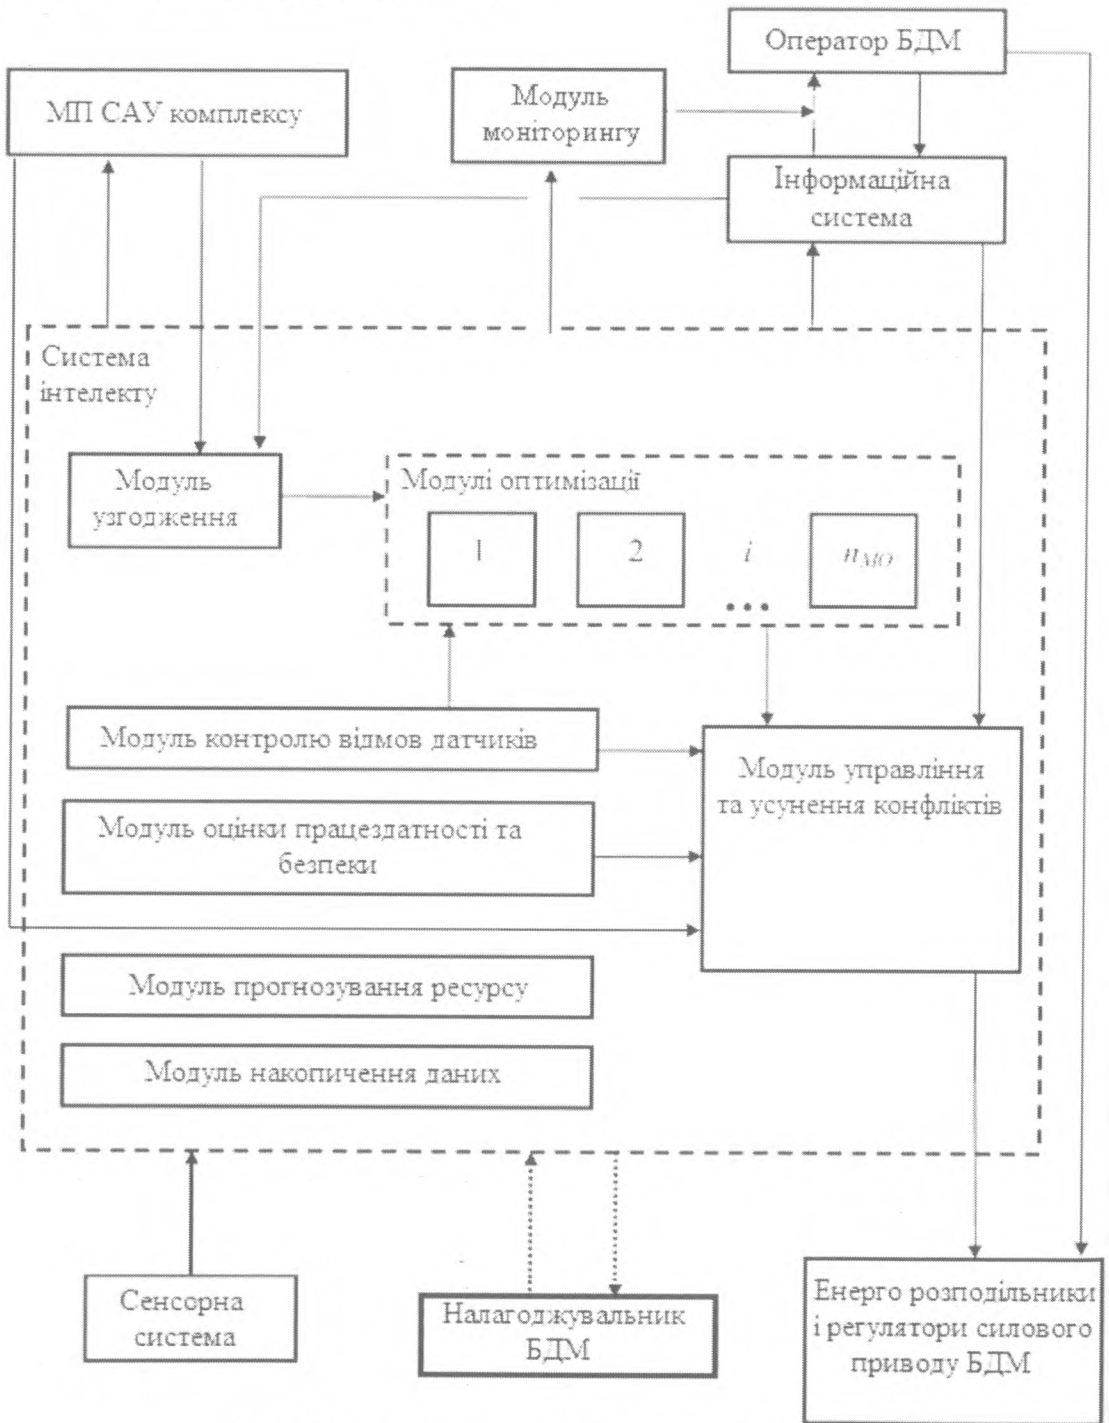 Оператор БДМ
МП САУ комплексу
Модуль
моніторингу
Інформаційна
система
Система
інтелекту
Модуль
узгодження
Модулі оптимізації
1
2
i
...
n_MO
Модуль контролю відмов датчиків
Модуль управління
та усунення конфліктів
Модуль оцінки працездатності та
безпеки
Модуль прогнозування ресурсу
Модуль накопичення даних
Сенсорна
система
Налагоджувальник
БДМ
Енерго розподільники
і регулятори силового
приводу БДМ